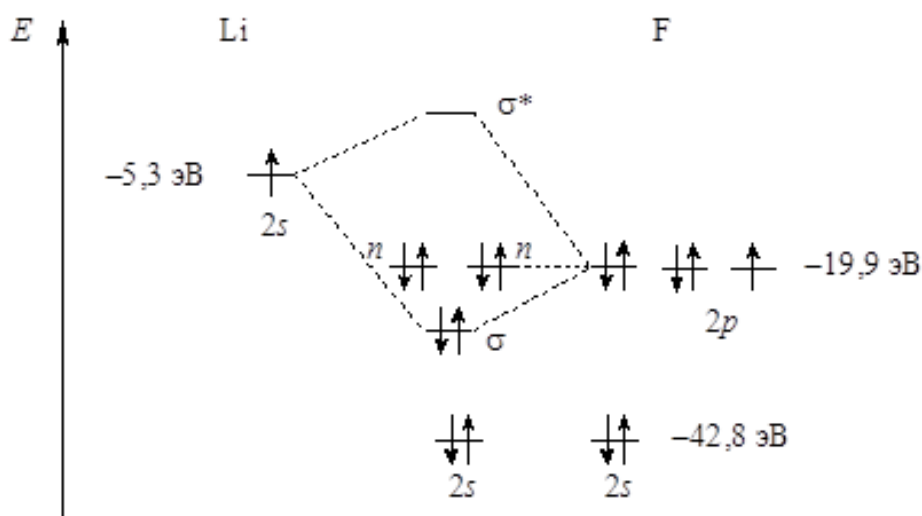 E Li F
σ*
–5,3 эВ
2s
n n –19,9 эВ
2p
σ
–42,8 эВ
2s 2s